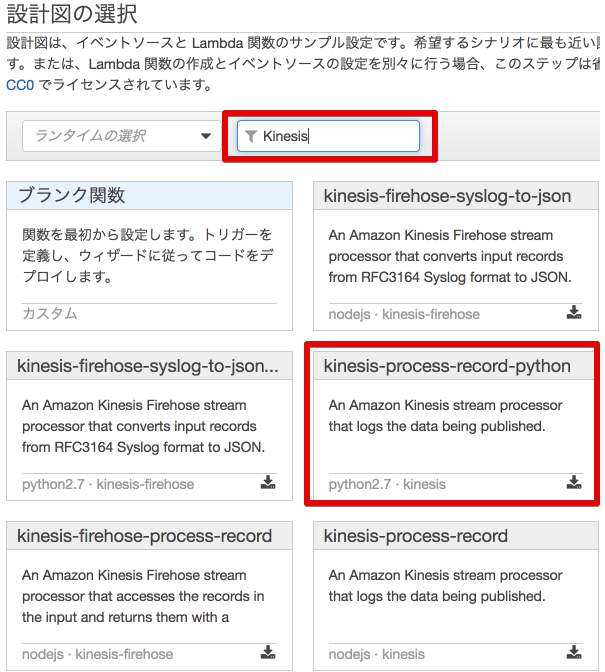 設計図の選択
設計図は、イベントソースと Lambda 関数のサンプル設定です。希望するシナリオに最も近い
す。または、Lambda 関数の作成とイベントソースの設定を別々に行う場合、このステップは省
CC0 でライセンスされています。
ランタイムの選択
Kinesis
ブランク関数
関数を最初から設定します。トリガーを
定義し、ウィザードに従ってコードをデ
プロイします。
カスタム
kinesis-firehose-syslog-to-json
An Amazon Kinesis Firehose stream
processor that converts input records
from RFC3164 Syslog format to JSON.
nodejs · kinesis-firehose
kinesis-firehose-syslog-to-json...
An Amazon Kinesis Firehose stream
processor that converts input records
from RFC3164 Syslog format to JSON.
python2.7 · kinesis-firehose
kinesis-process-record-python
An Amazon Kinesis stream processor
that logs the data being published.
python2.7 · kinesis
kinesis-firehose-process-record
An Amazon Kinesis Firehose stream
processor that accesses the records in
the input and returns them with a
nodejs · kinesis-firehose
kinesis-process-record
An Amazon Kinesis stream processor
that logs the data being published.
nodejs · kinesis